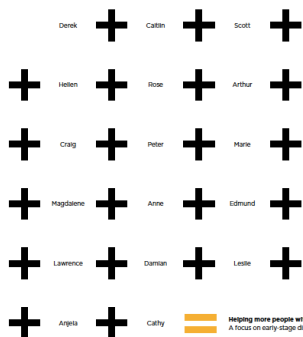 Derek Caitlin Scott
Hellen Rose Arthur
Craig Peter Marie
Magdalene Anne Edmund
Lawrence Damian Leslie
Anjela Cathy Helping more people wi
A focus on early-stage di